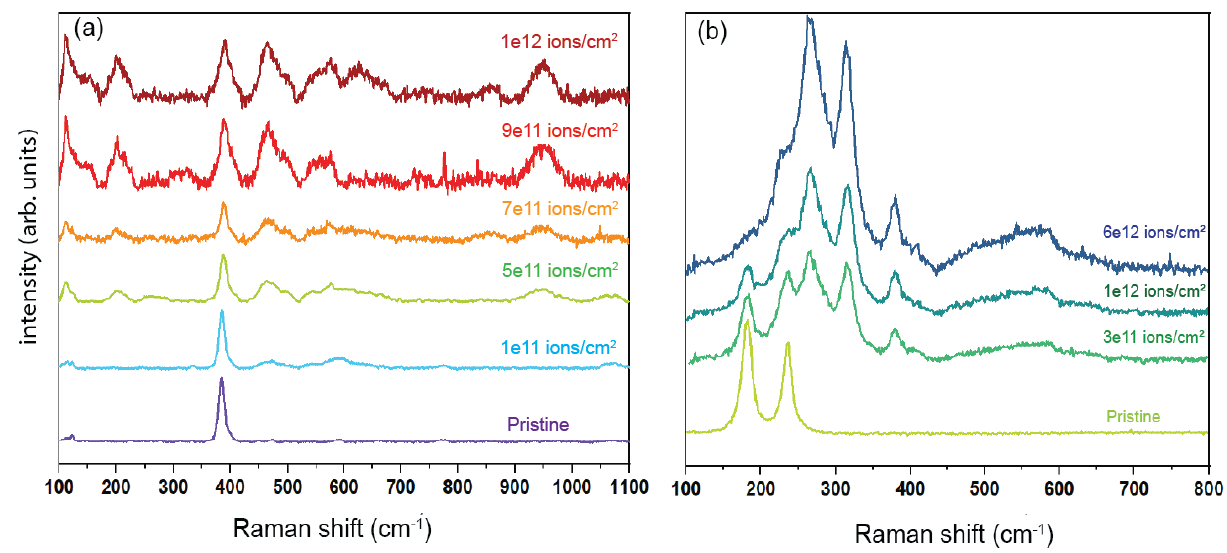 (a)
1e12 ions/cm²
9e11 ions/cm²
7e11 ions/cm²
5e11 ions/cm²
1e11 ions/cm²
Pristine
intensity (arb. units)
100 200 300 400 500 600 700 800 900 1000 1100
Raman shift (cm⁻¹)
(b)
6e12 ions/cm²
1e12 ions/cm²
3e11 ions/cm²
Pristine
100 200 300 400 500 600 700 800
Raman shift (cm⁻¹)